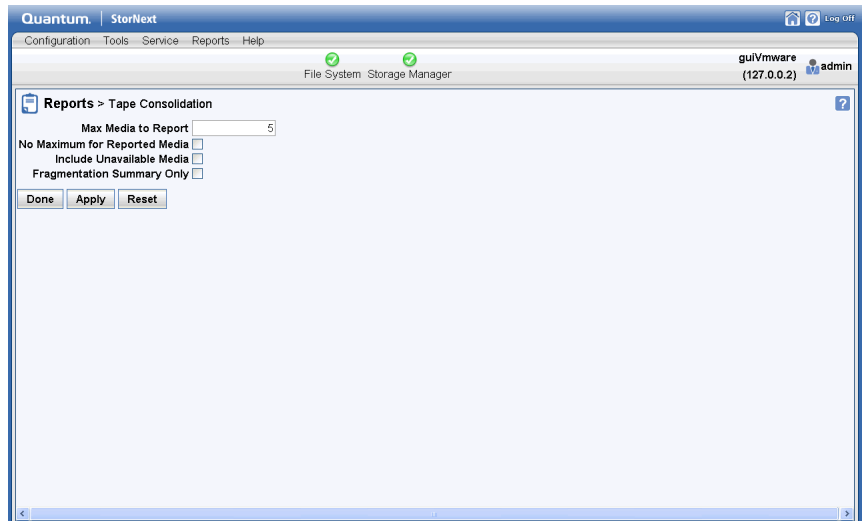 Quantum. | StorNext
Log Off
Configuration Tools Service Reports Help
File System Storage Manager
guiVmware
(127.0.0.2)
admin
Reports > Tape Consolidation
Max Media to Report 5
No Maximum for Reported Media
Include Unavailable Media
Fragmentation Summary Only
Done Apply Reset